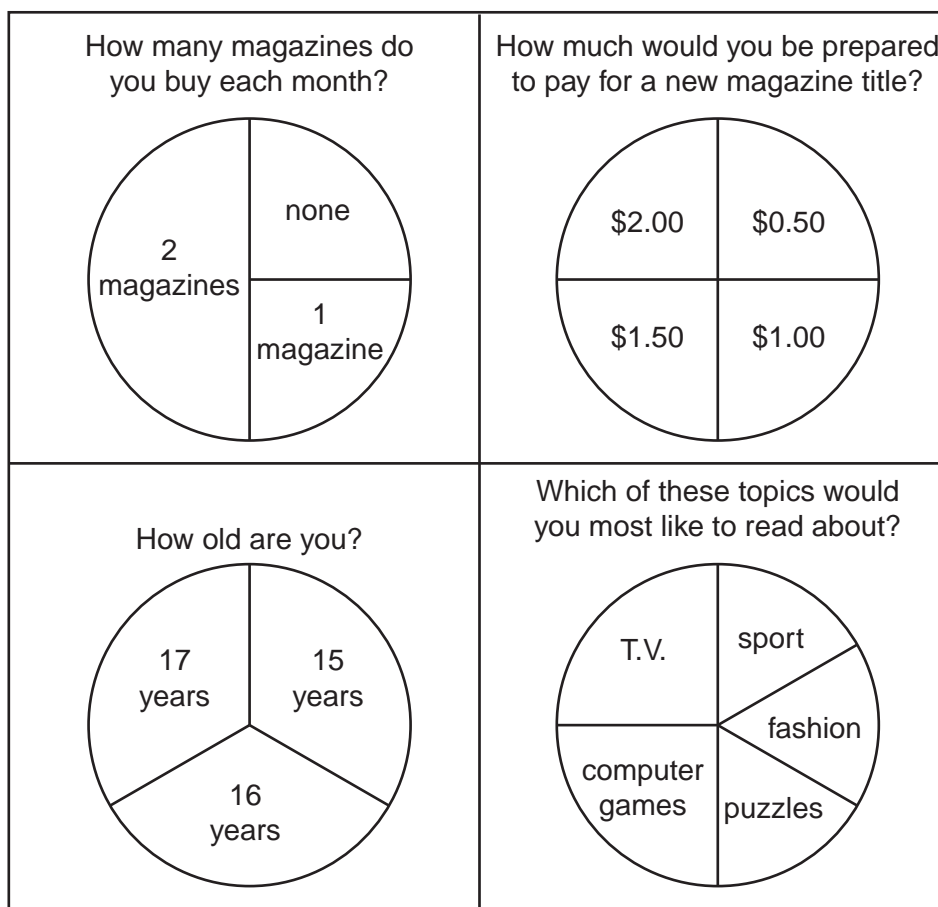 How many magazines do
you buy each month?
none
2
magazines
1
magazine
How much would you be prepared
to pay for a new magazine title?
$2.00
$0.50
$1.50
$1.00
How old are you?
17
years
15
years
16
years
Which of these topics would
you most like to read about?
T.V.
sport
fashion
computer
games
puzzles